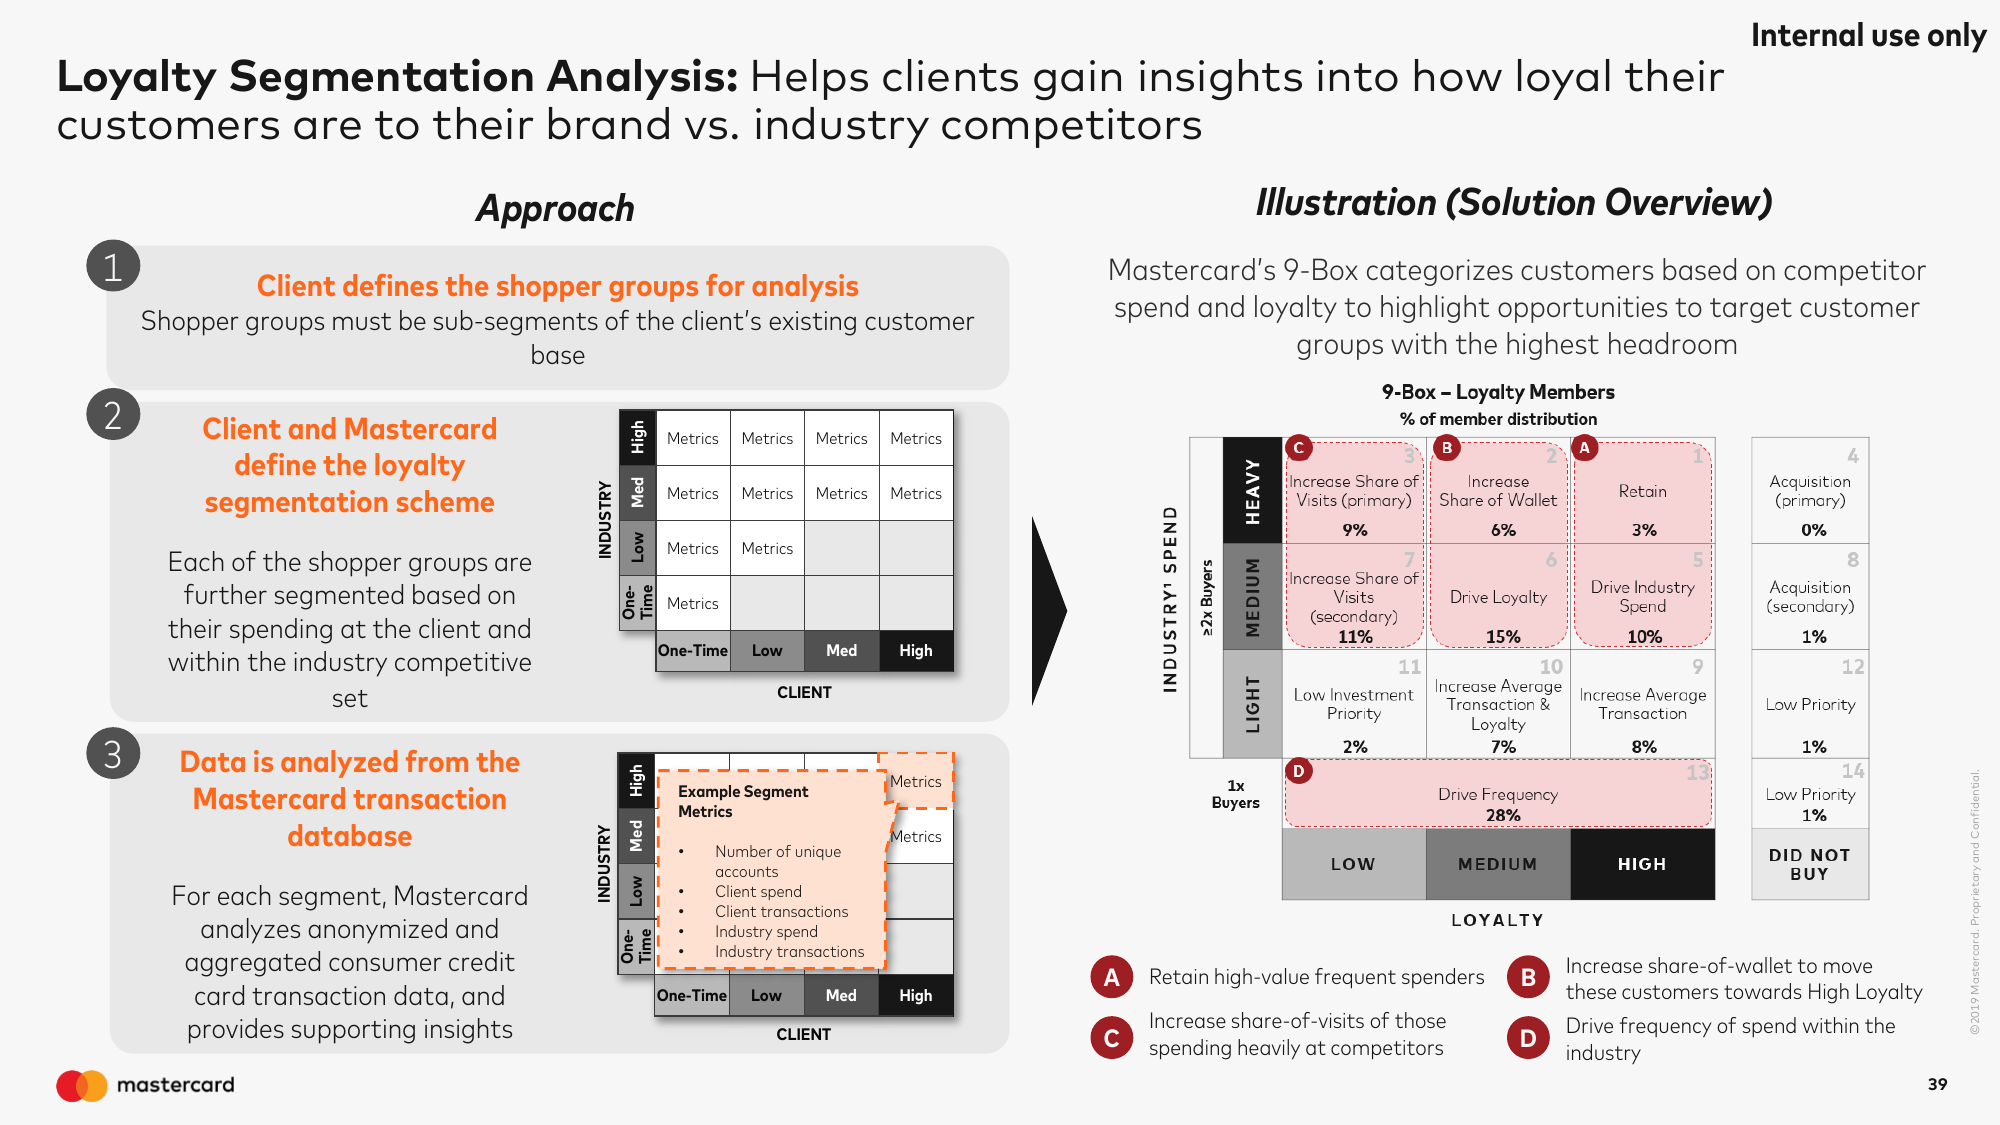 Internal use only
Loyalty Segmentation Analysis: Helps clients gain insights into how loyal their
customers are to their brand vs. industry competitors
Approach
1
Client defines the shopper groups for analysis
Shopper groups must be sub-segments of the client's existing customer
base
2
Client and Mastercard
define the loyalty
segmentation scheme
Each of the shopper groups are
further segmented based on
their spending at the client and
within the industry competitive
set
INDUSTRY
High
Metrics Metrics Metrics Metrics
Med
Metrics Metrics Metrics Metrics
Low
Metrics Metrics
One-
Time
Metrics
One-Time Low Med High
CLIENT
3
Data is analyzed from the
Mastercard transaction
database
For each segment, Mastercard
analyzes anonymized and
aggregated consumer credit
card transaction data, and
provides supporting insights
INDUSTRY
High
Metrics
Med
Metrics
Low
One-
Time
Example Segment
Metrics
• Number of unique
accounts
• Client spend
• Client transactions
• Industry spend
• Industry transactions
One-Time Low Med High
CLIENT
Illustration (Solution Overview)
Mastercard's 9-Box categorizes customers based on competitor
spend and loyalty to highlight opportunities to target customer
groups with the highest headroom
9-Box – Loyalty Members
% of member distribution
INDUSTRY¹ SPEND
≥2x Buyers
HEAVY
C
3
Increase Share of
Visits (primary)
9%
B
2
Increase
Share of Wallet
6%
A
1
Retain
3%
4
Acquisition
(primary)
0%
MEDIUM
7
Increase Share of
Visits
(secondary)
11%
6
Drive Loyalty
15%
5
Drive Industry
Spend
10%
8
Acquisition
(secondary)
1%
LIGHT
11
Low Investment
Priority
2%
10
Increase Average
Transaction &
Loyalty
7%
9
Increase Average
Transaction
8%
12
Low Priority
1%
1x
Buyers
D
13
Drive Frequency
28%
14
Low Priority
1%
LOW MEDIUM HIGH
DID NOT
BUY
LOYALTY
A
Retain high-value frequent spenders
B
Increase share-of-wallet to move
these customers towards High Loyalty
C
Increase share-of-visits of those
spending heavily at competitors
D
Drive frequency of spend within the
industry
©2019 Mastercard. Proprietary and Confidential.
mastercard
39